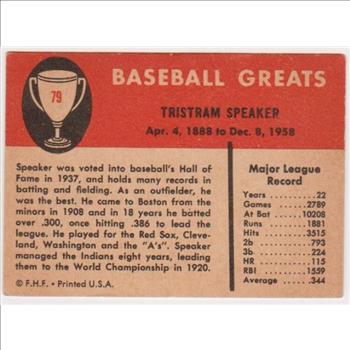 79
BASEBALL GREATS
TRISTRAM SPEAKER
Apr. 4, 1888 to Dec. 8, 1958
Speaker was voted into baseball's Hall of
Fame in 1937, and holds many records in
batting and fielding. As an outfielder, he
was the best. He came to Boston from the
minors in 1908 and in 18 years he batted
over .300, once hitting .386 to lead the
league. He played for the Red Sox, Cleve-
land, Washington and the "A's". Speaker
managed the Indians eight years, leading
them to the World Championship in 1920.
© F.H.F. • Printed U.S.A.
Major League
Record
Years ..... 22
Games ..... 2789
At Bat ..... 10208
Runs ..... 1881
Hits ..... 3515
2b ..... 793
3b ..... 224
HR ..... 115
RBI ..... 1559
Average ..... .344